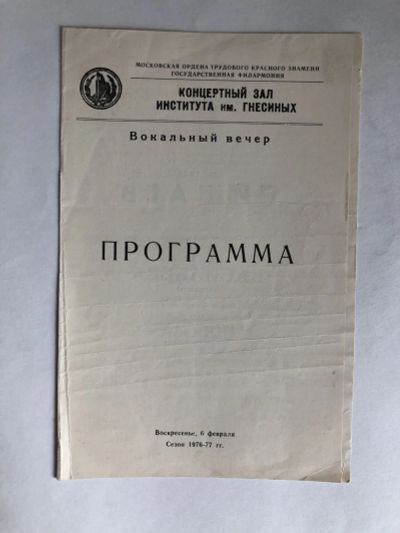 МОСКОВСКАЯ ОРДЕНА ТРУДОВОГО КРАСНОГО ЗНАМЕНИ
ГОСУДАРСТВЕННАЯ ФИЛАРМОНИЯ
КОНЦЕРТНЫЙ ЗАЛ
ИНСТИТУТА им. ГНЕСИНЫХ
Вокальный вечер
ПРОГРАММА
Воскресенье, 6 февраля
Сезон 1976-77 гг.